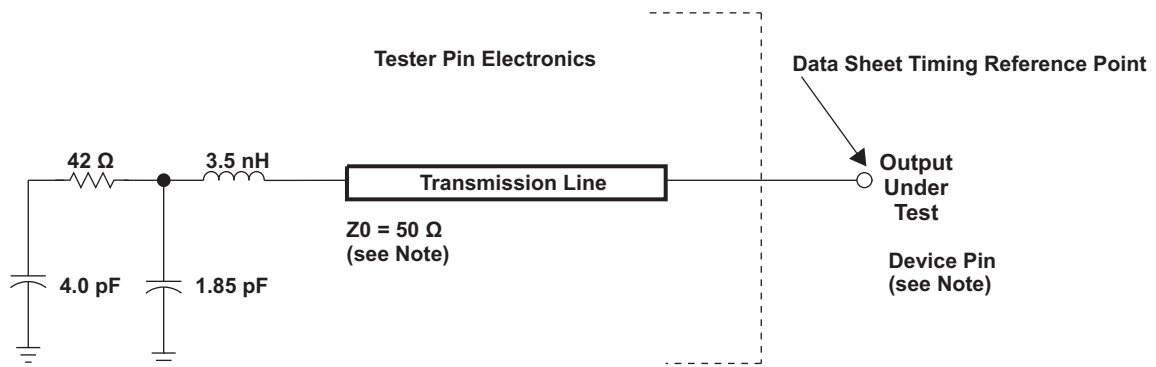 Tester Pin Electronics
Data Sheet Timing Reference Point
42 Ω
3.5 nH
Transmission Line
Output
Under
Test
Z0 = 50 Ω
(see Note)
Device Pin
(see Note)
4.0 pF
1.85 pF